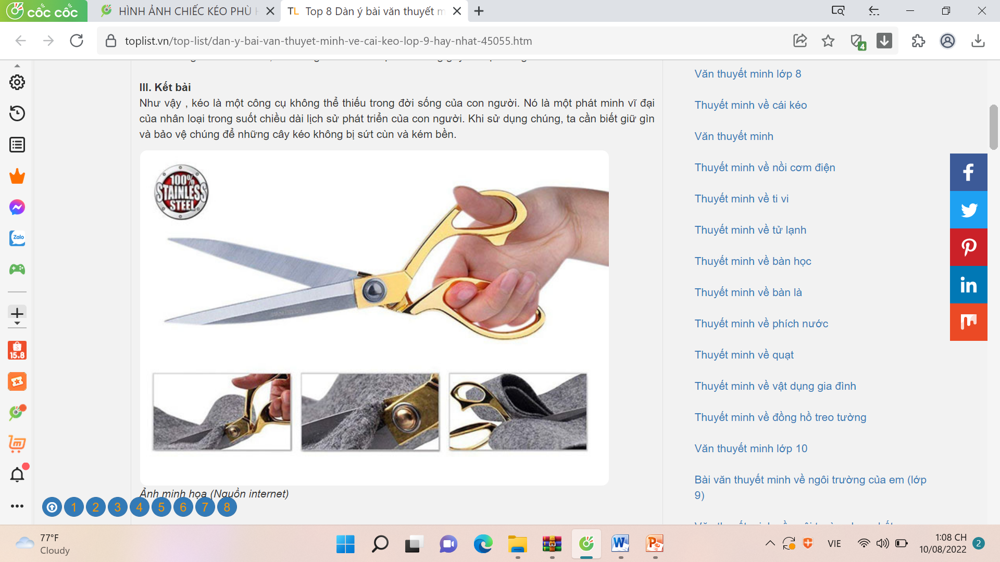 cốc cốc
HÌNH ẢNH CHIẾC KÉO PHÙ
TL Top 8 Dàn ý bài văn thuyết m
toplist.vn/top-list/dan-y-bai-van-thuyet-minh-ve-cai-keo-lop-9-hay-nhat-45055.htm
4
III. Kết bài
Như vậy , kéo là một công cụ không thể thiếu trong đời sống của con người. Nó là một phát minh vĩ đại
của nhân loại trong suốt chiều dài lịch sử phát triển của con người. Khi sử dụng chúng, ta cần biết giữ gìn
và bảo vệ chúng để những cây kéo không bị sứt cùn và kém bền.
100%
STAINLESS
STEEL
Ảnh minh họa (Nguồn internet)
1 2 3 4 5 6 7 8
Văn thuyết minh lớp 8
Thuyết minh về cái kéo
Văn thuyết minh
Thuyết minh về nồi cơm điện
Thuyết minh về ti vi
Thuyết minh về tử lạnh
Thuyết minh về bàn học
Thuyết minh về bàn là
Thuyết minh về phích nước
Thuyết minh về quạt
Thuyết minh về vật dụng gia đình
Thuyết minh về đồng hồ treo tường
Văn thuyết minh lớp 10
Bài văn thuyết minh về ngôi trường của em (lớp
9)
Zalo
15.8
77°F
Cloudy
VIE
1:08 CH
10/08/2022
2